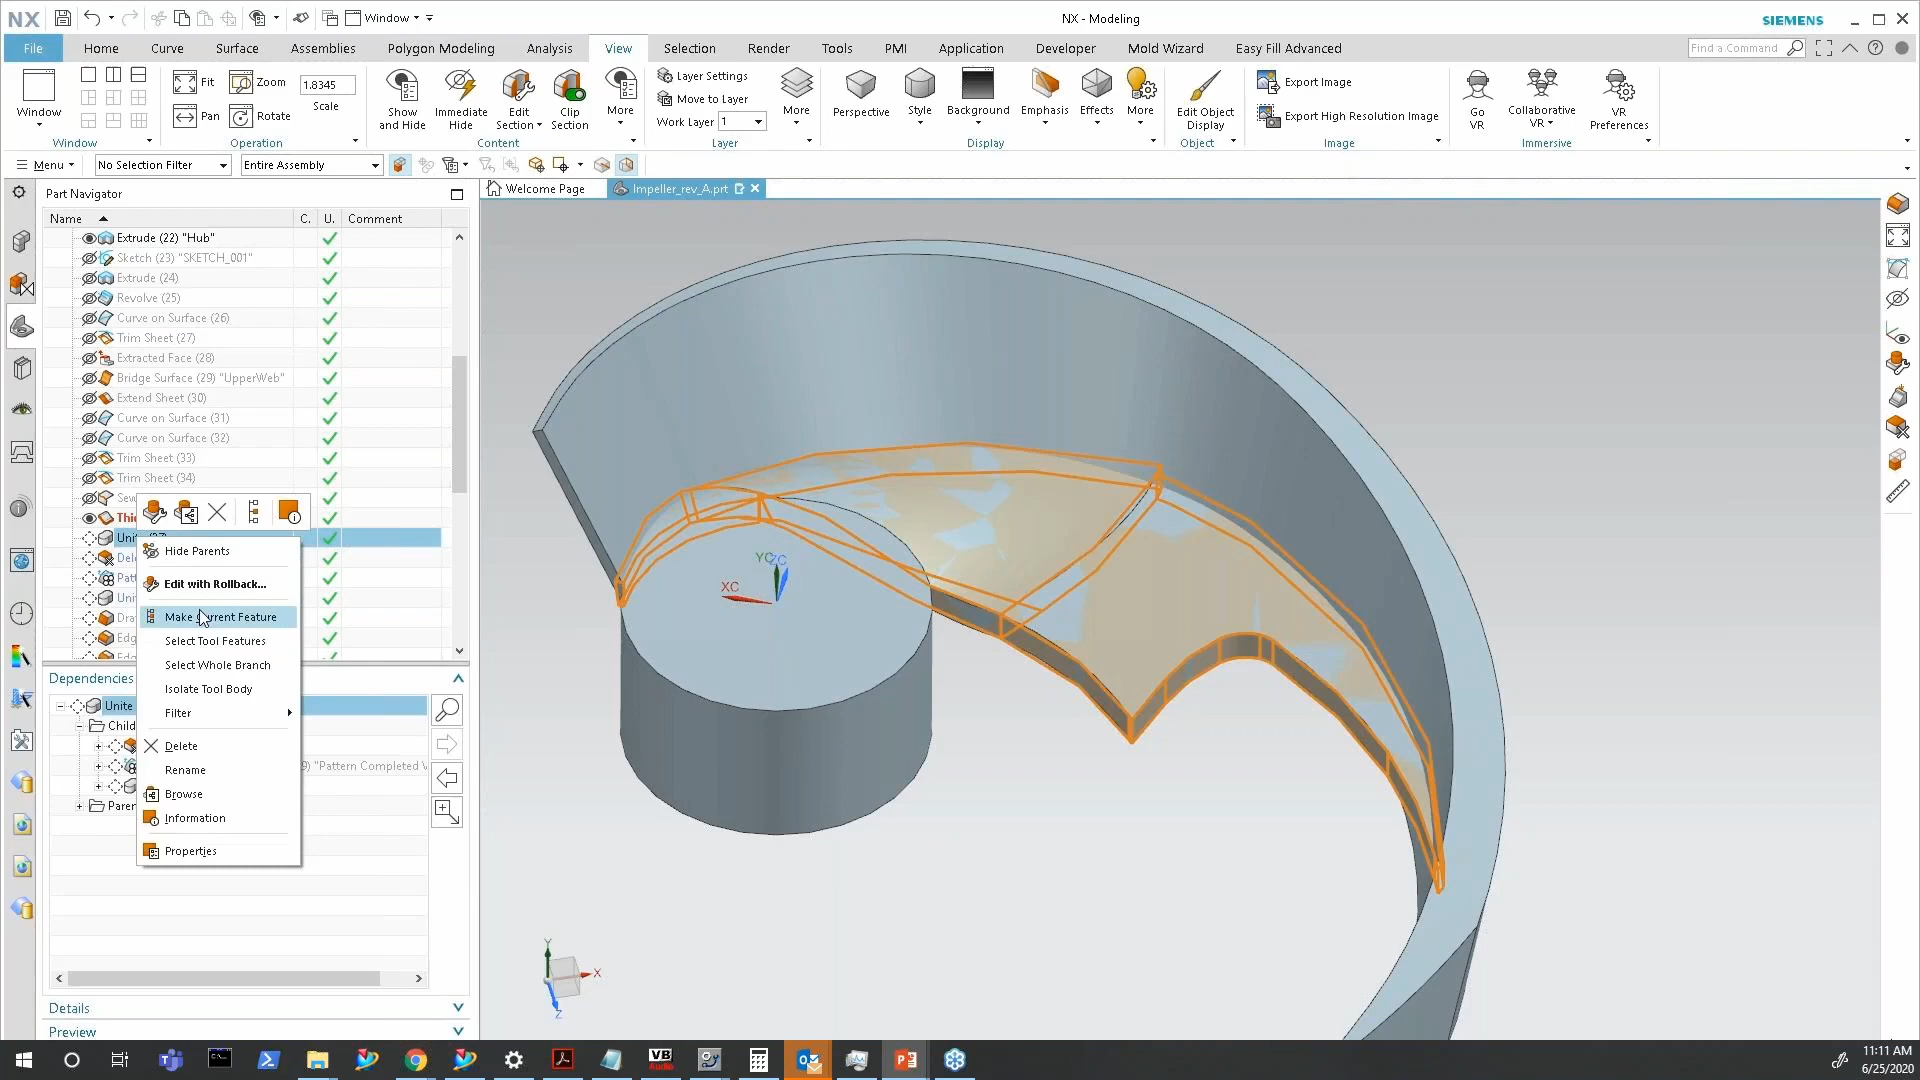 NX
Window
NX - Modeling
SIEMENS
File
Home
Curve
Surface
Assemblies
Polygon Modeling
Analysis
View
Selection
Render
Tools
PMI
Application
Developer
Mold Wizard
Easy Fill Advanced
Find a Command
Window
Fit
Zoom
1.8345
Pan
Rotate
Scale
Show and Hide
Immediate Hide
Edit Section
Clip Section
More
Layer Settings
Move to Layer
Work Layer 1
More
Perspective
Style
Background
Emphasis
Effects
More
Edit Object Display
Export Image
Export High Resolution Image
Go VR
Collaborative VR
VR Preferences
Window
Operation
Content
Layer
Display
Object
Image
Immersive
Menu
No Selection Filter
Entire Assembly
Part Navigator
Welcome Page
Impeller_rev_A.prt
Name
C.
U.
Comment
Extrude (22) "Hub"
Sketch (23) "SKETCH_001"
Extrude (24)
Revolve (25)
Curve on Surface (26)
Trim Sheet (27)
Extracted Face (28)
Bridge Surface (29) "UpperWeb"
Extend Sheet (30)
Curve on Surface (31)
Curve on Surface (32)
Trim Sheet (33)
Trim Sheet (34)
Hide Parents
Edit with Rollback...
Make Current Feature
Select Tool Features
Select Whole Branch
Isolate Tool Body
Filter
Delete
Rename
Browse
Information
Properties
Dependencies
Unite
Child
9) "Pattern Completed
Details
Preview
XC
YC
ZC
Y
X
Z
VB
Audio
11:11 AM
6/25/2020